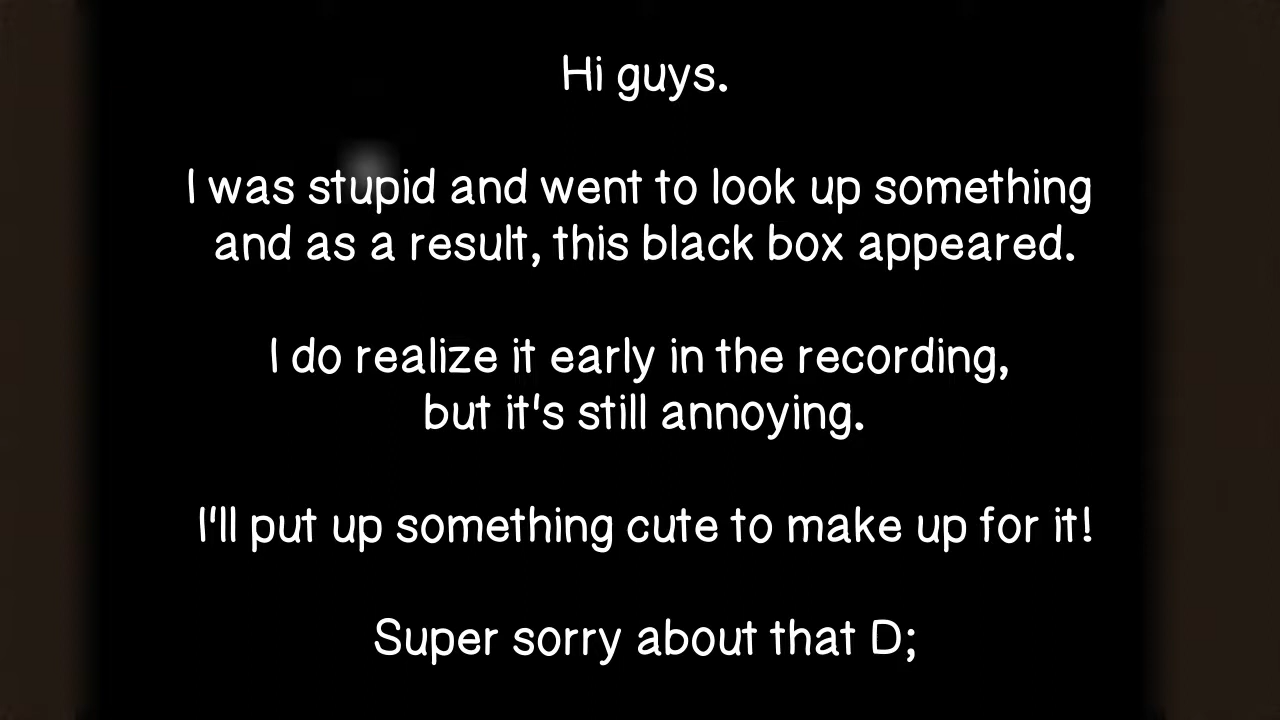 Hi guys.
I was stupid and went to look up something
and as a result, this black box appeared.
I do realize it early in the recording,
but it's still annoying.
I'll put up something cute to make up for it!
Super sorry about that D;